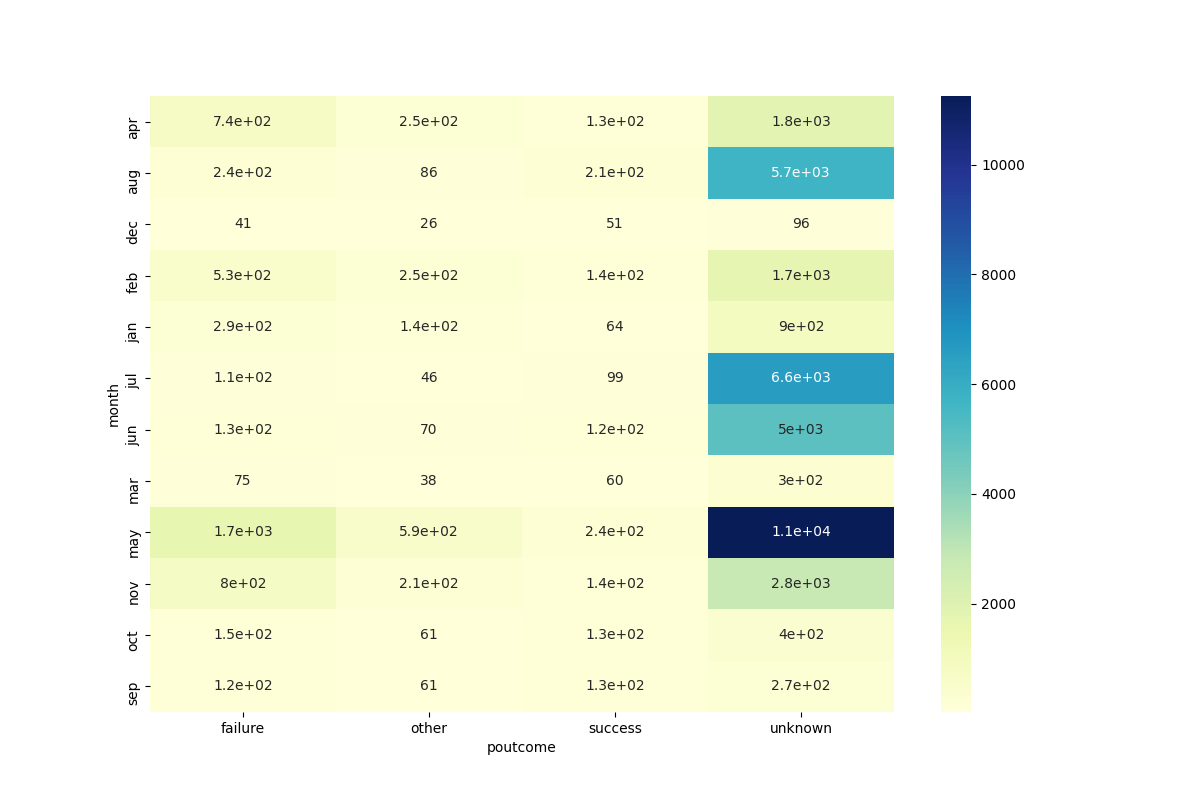 apr 7.4e+02 2.5e+02 1.3e+02 1.8e+03
aug 2.4e+02 86 2.1e+02 5.7e+03
dec 41 26 51 96
feb 5.3e+02 2.5e+02 1.4e+02 1.7e+03
jan 2.9e+02 1.4e+02 64 9e+02
jul 1.1e+02 46 99 6.6e+03
jun 1.3e+02 70 1.2e+02 5e+03
mar 75 38 60 3e+02
may 1.7e+03 5.9e+02 2.4e+02 1.1e+04
nov 8e+02 2.1e+02 1.4e+02 2.8e+03
oct 1.5e+02 61 1.3e+02 4e+02
sep 1.2e+02 61 1.3e+02 2.7e+02
failure other success unknown
poutcome
month
10000
8000
6000
4000
2000